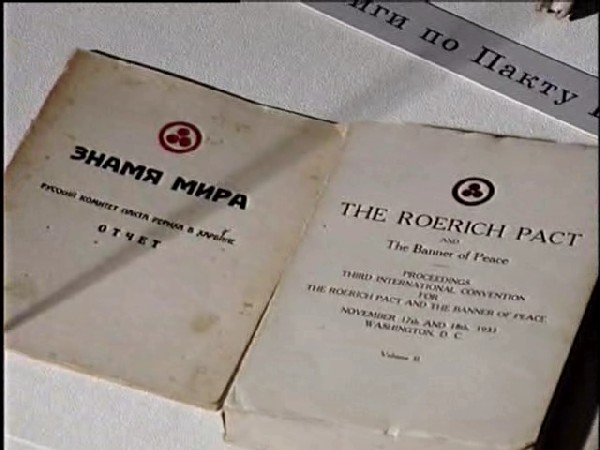 иги по Пакту
ЗНАМЯ МИРА
РУССКИЙ КОМИТЕТ ПАКТА РЕРИХА В ХАРБИНЕ
ОТЧЕТ
THE ROERICH PACT
AND
The Banner of Peace
PROCEEDINGS
THIRD INTERNATIONAL CONVENTION
FOR
THE ROERICH PACT AND THE BANNER OF PEACE
NOVEMBER 17th AND 18th, 1933
WASHINGTON, D. C.
Volume II